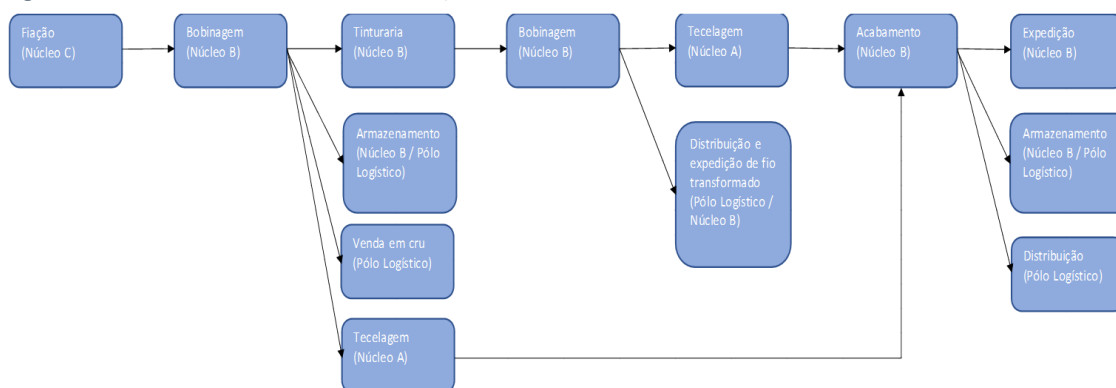 Fiação
(Núcleo C)
Bobinagem
(Núcleo B)
Tinturaria
(Núcleo B)
Bobinagem
(Núcleo B)
Tecelagem
(Núcleo A)
Acabamento
(Núcleo B)
Expedição
(Núcleo B)
Armazenamento
(Núcleo B / Pólo
Logístico)
Distribuição e
expedição de fio
transformado
(Pólo Logístico /
Núcleo B)
Armazenamento
(Núcleo B / Pólo
Logístico)
Venda em cru
(Pólo Logístico)
Distribuição
(Pólo Logístico)
Tecelagem
(Núcleo A)